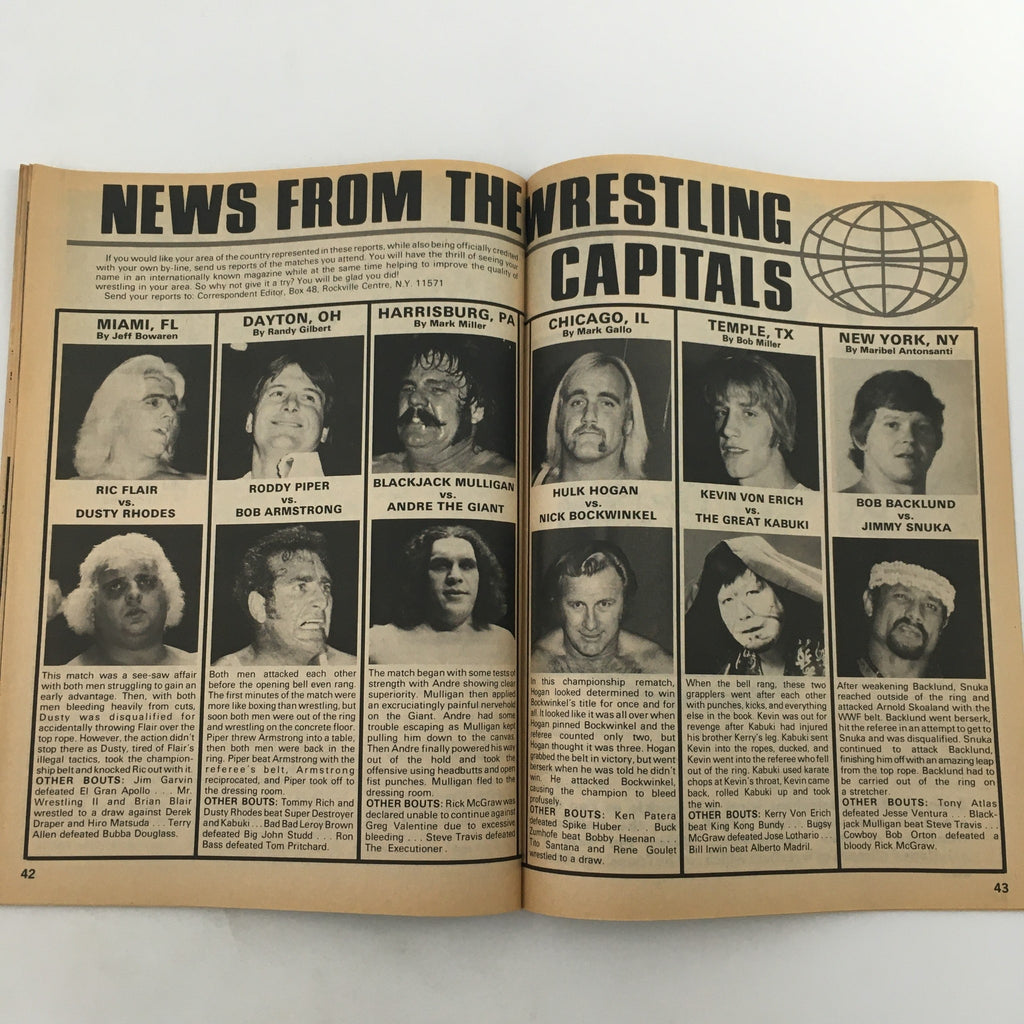 NEWS FROM THE WRESTLING
CAPITALS
If you would like your area of the country represented in these reports, while also being officially credited
with your own by-line, send us reports of the matches you attend. You will have the thrill of seeing your
name in an internationally known magazine while at the same time helping to improve the quality of
wrestling in your area. So why not give it a try? You will be glad you did!
Send your reports to: Correspondent Editor, Box 48, Rockville Centre, N.Y. 11571
MIAMI, FL
By Jeff Bowaren
RIC FLAIR
vs.
DUSTY RHODES
This match was a see-saw affair
with both men struggling to gain an
early advantage. Then, with both
men bleeding heavily from cuts,
Dusty was disqualified for
accidentally throwing Flair over the
top rope. However, the action didn't
stop there as Dusty, tired of Flair's
illegal tactics, took the champion-
ship belt and knocked Ric out with it.
OTHER BOUTS: Jim Garvin
defeated El Gran Apollo . . . Mr.
Wrestling II and Brian Blair
wrestled to a draw against Derek
Draper and Hiro Matsuda . . . Terry
Allen defeated Bubba Douglass.
DAYTON, OH
By Randy Gilbert
RODDY PIPER
vs.
BOB ARMSTRONG
Both men attacked each other
before the opening bell even rang.
The first minutes of the match were
more like boxing than wrestling, but
soon both men were out of the ring
and wrestling on the concrete floor.
Piper threw Armstrong into a table,
then both men were back in the
ring. Piper beat Armstrong with the
referee's belt, Armstrong
reciprocated, and Piper took off to
the dressing room.
OTHER BOUTS: Tommy Rich and
Dusty Rhodes beat Super Destroyer
and Kabuki . . . Bad Bad Leroy Brown
defeated Big John Studd . . . Ron
Bass defeated Tom Pritchard.
HARRISBURG, PA
By Mark Miller
BLACKJACK MULLIGAN
vs.
ANDRE THE GIANT
The match began with some tests of
strength with Andre showing clear
superiority. Mulligan then applied
an excruciatingly painful nervehold
on the Giant. Andre had some
trouble escaping as Mulligan kept
pulling him down to the canvas.
Then Andre finally powered his way
out of the hold and took the
offensive using headbutts and open
fist punches. Mulligan fled to the
dressing room.
OTHER BOUTS: Rick McGraw was
declared unable to continue against
Greg Valentine due to excessive
bleeding . . . Steve Travis defeated
The Executioner.
CHICAGO, IL
By Mark Gallo
HULK HOGAN
vs.
NICK BOCKWINKEL
In this championship rematch,
Hogan looked determined to win
Bockwinkel's title for once and for
all. It looked like it was all over when
Hogan pinned Bockwinkel and the
referee counted only two, but
Hogan thought it was three. Hogan
grabbed the belt in victory, but went
berserk when he was told he didn't
win. He attacked Bockwinkel,
causing the champion to bleed
profusely.
OTHER BOUTS: Ken Patera
defeated Spike Huber . . . Buck
Zumhofe beat Bobby Heenan . . .
Tito Santana and Rene Goulet
wrestled to a draw.
TEMPLE, TX
By Bob Miller
KEVIN VON ERICH
vs.
THE GREAT KABUKI
When the bell rang, these two
grapplers went after each other
with punches, kicks, and everything
else in the book. Kevin was out for
revenge after Kabuki had injured
his brother Kerry's leg. Kabuki sent
Kevin into the ropes, ducked, and
Kevin went into the referee who fell
out of the ring. Kabuki used karate
chops at Kevin's throat, Kevin came
back, rolled Kabuki up and took
the win.
OTHER BOUTS: Kerry Von Erich
beat King Kong Bundy . . . Bugsy
McGraw defeated Jose Lothario . . .
Bill Irwin beat Alberto Madril.
NEW YORK, NY
By Maribel Antonsanti
BOB BACKLUND
vs.
JIMMY SNUKA
After weakening Backlund, Snuka
reached outside of the ring and
attacked Arnold Skoaland with the
WWF belt. Backlund went berserk,
hit the referee in an attempt to get to
Snuka and was disqualified. Snuka
continued to attack Backlund,
finishing him off with an amazing leap
from the top rope. Backlund had to
be carried out of the ring on
a stretcher.
OTHER BOUTS: Tony Atlas
defeated Jesse Ventura . . . Black-
jack Mulligan beat Steve Travis . . .
Cowboy Bob Orton defeated a
bloody Rick McGraw.
42
43